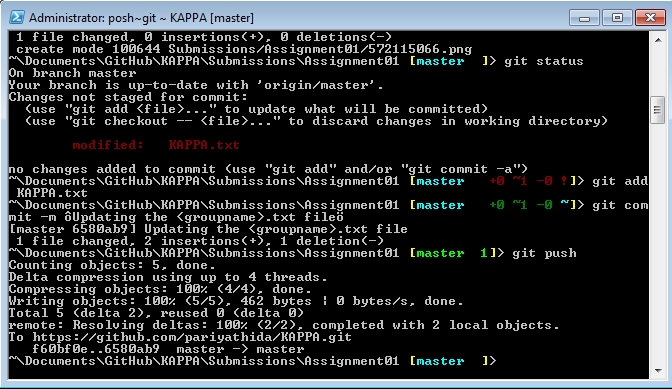 Administrator: posh~git ~ KAPPA [master]
1 file changed, 0 insertions(+), 0 deletions(-)
create mode 100644 Submissions/Assignment01/572115066.png
~\Documents\GitHub\KAPPA\Submissions\Assignment01 [master ]> git status
On branch master
Your branch is up-to-date with 'origin/master'.
Changes not staged for commit:
(use "git add <file>..." to update what will be committed)
(use "git checkout -- <file>..." to discard changes in working directory)
modified: KAPPA.txt
no changes added to commit (use "git add" and/or "git commit -a")
~\Documents\GitHub\KAPPA\Submissions\Assignment01 [master +0 ~1 -0 !]> git add
KAPPA.txt
~\Documents\GitHub\KAPPA\Submissions\Assignment01 [master +0 ~1 -0 ~]> git com
mit -m ôUpdating the <groupname>.txt fileö
[master 6580ab9] Updating the <groupname>.txt file
1 file changed, 2 insertions(+), 1 deletion(-)
~\Documents\GitHub\KAPPA\Submissions\Assignment01 [master 1]> git push
Counting objects: 5, done.
Delta compression using up to 4 threads.
Compressing objects: 100% (4/4), done.
Writing objects: 100% (5/5), 462 bytes ¦ 0 bytes/s, done.
Total 5 (delta 2), reused 0 (delta 0)
remote: Resolving deltas: 100% (2/2), completed with 2 local objects.
To https://github.com/pariyathida/KAPPA.git
f60bf0e..6580ab9 master -> master
~\Documents\GitHub\KAPPA\Submissions\Assignment01 [master ]>